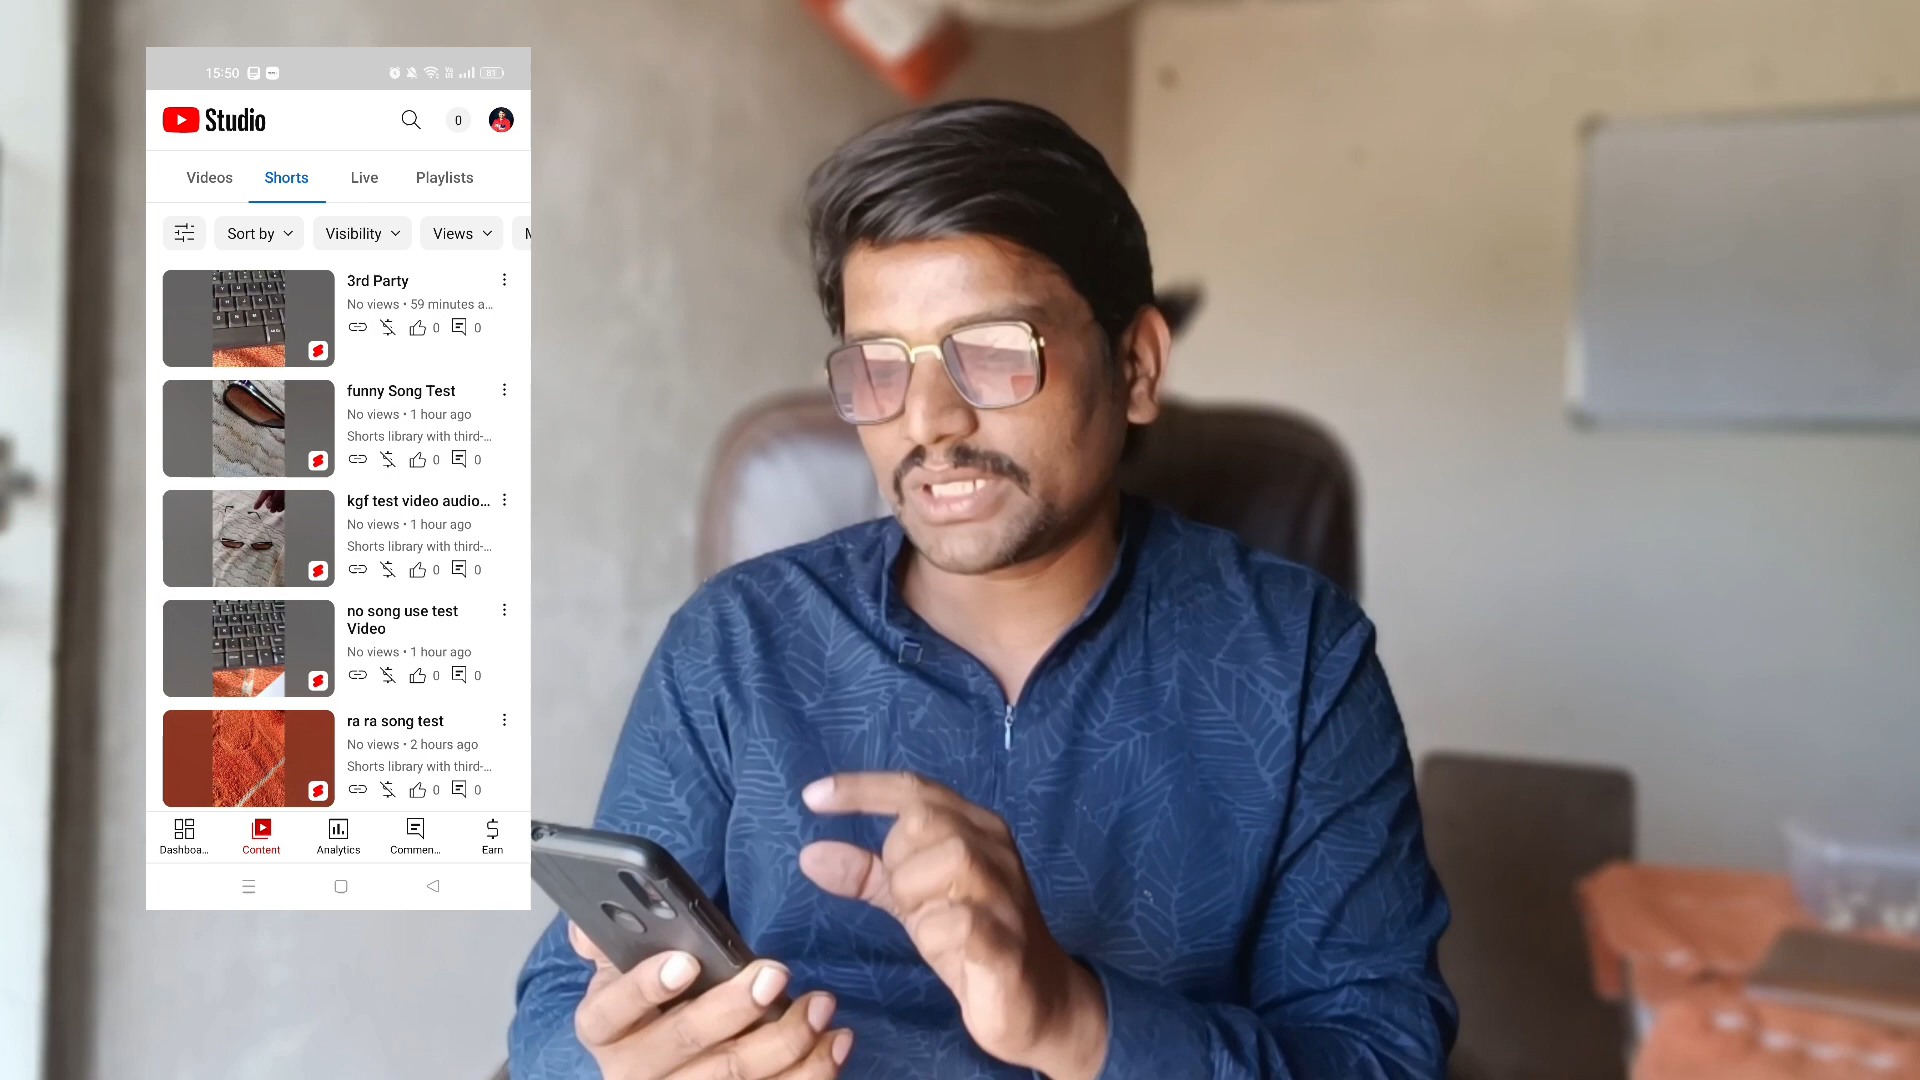 15:50
81
Studio
0
Videos Shorts Live Playlists
Sort by Visibility Views
3rd Party
No views • 59 minutes a...
0 0
funny Song Test
No views • 1 hour ago
Shorts library with third-...
0 0
kgf test video audio...
No views • 1 hour ago
Shorts library with third-...
0 0
no song use test
Video
No views • 1 hour ago
0 0
ra ra song test
No views • 2 hours ago
Shorts library with third-...
0 0
Dashboa... Content Analytics Commen... Earn